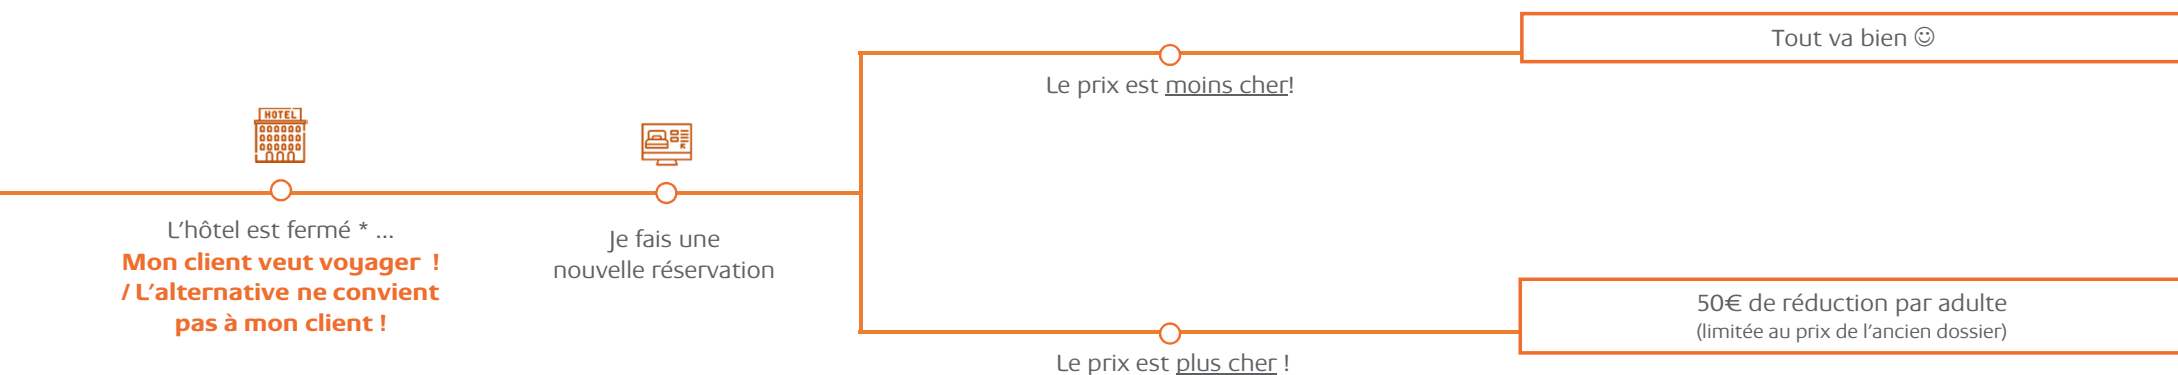 Tout va bien ☺
Le prix est moins cher!
HOTEL
L'hôtel est fermé * ...
Mon client veut voyager !
/ L'alternative ne convient
pas à mon client !
Je fais une
nouvelle réservation
50€ de réduction par adulte
(limitée au prix de l'ancien dossier)
Le prix est plus cher !